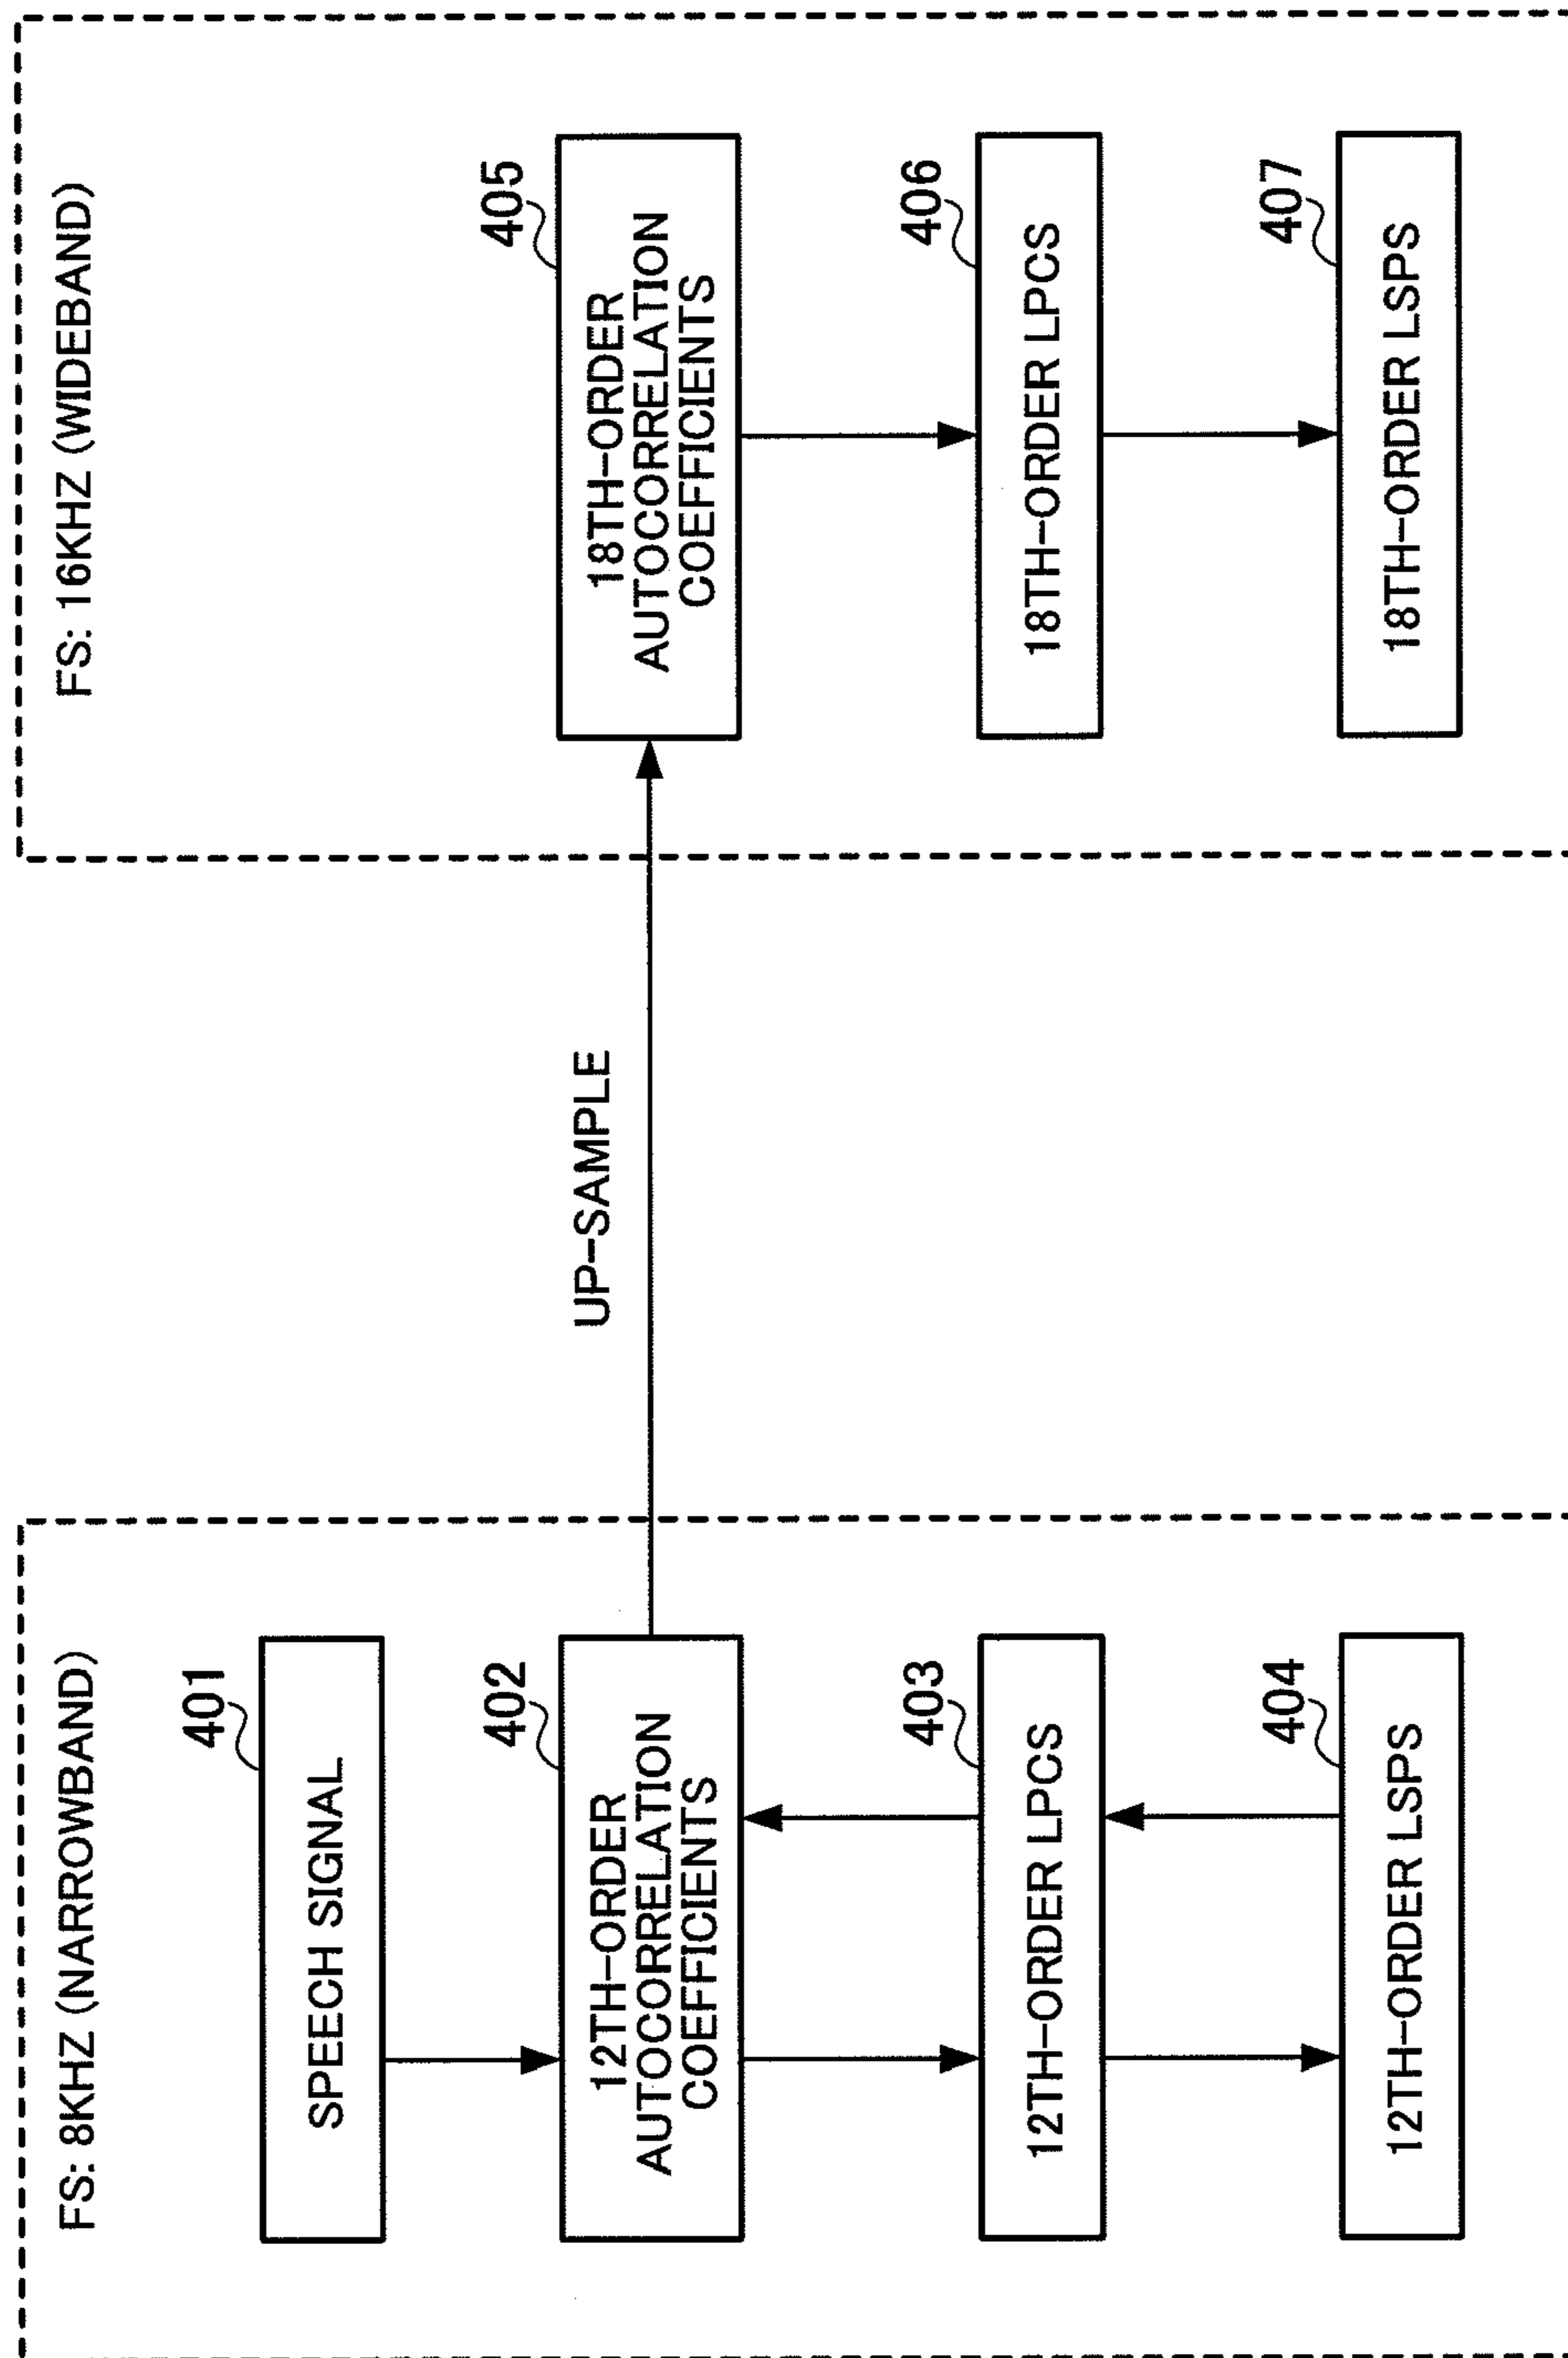 FS: 8KHZ (NARROWBAND)
401
SPEECH SIGNAL
402
12TH-ORDER
AUTOCORRELATION
COEFFICIENTS
403
12TH-ORDER LPCS
404
12TH-ORDER LSPS
UP-SAMPLE
FS: 16KHZ (WIDEBAND)
405
18TH-ORDER
AUTOCORRELATION
COEFFICIENTS
406
18TH-ORDER LPCS
407
18TH-ORDER LSPS